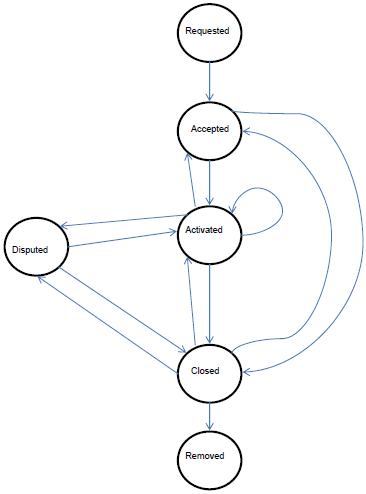 Requested
Accepted
Activated
Disputed
Closed
Removed